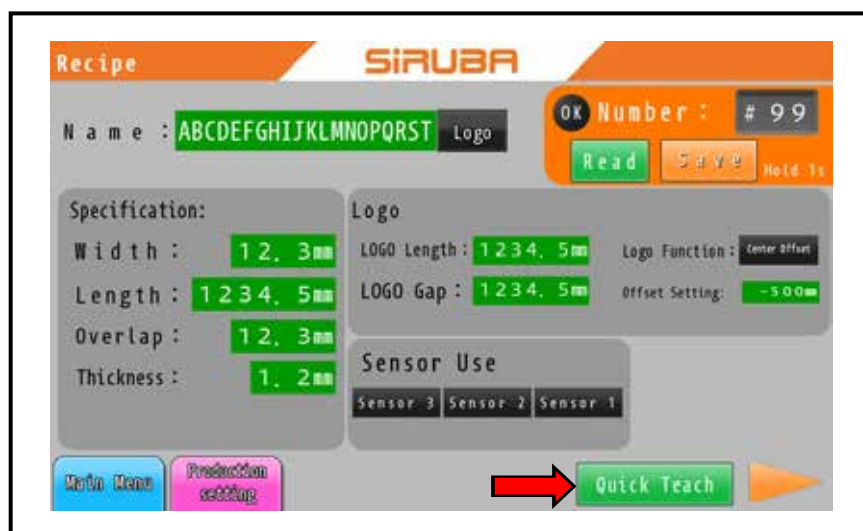 Recipe
SiRUBA
Name : ABCDEFGHIJKLMNOPQRST Logo
OK Number : # 99
Read Save Hold 1s
Specification:
Width : 12. 3mm
Length : 1234. 5mm
Overlap : 12. 3mm
Thickness : 1. 2mm
Logo
LOGO Length : 1234. 5mm
LOGO Gap : 1234. 5mm
Logo Function : Center Offset
Offset Setting: -500mm
Sensor Use
Sensor 3 Sensor 2 Sensor 1
Main Menu
Production setting
Quick Teach